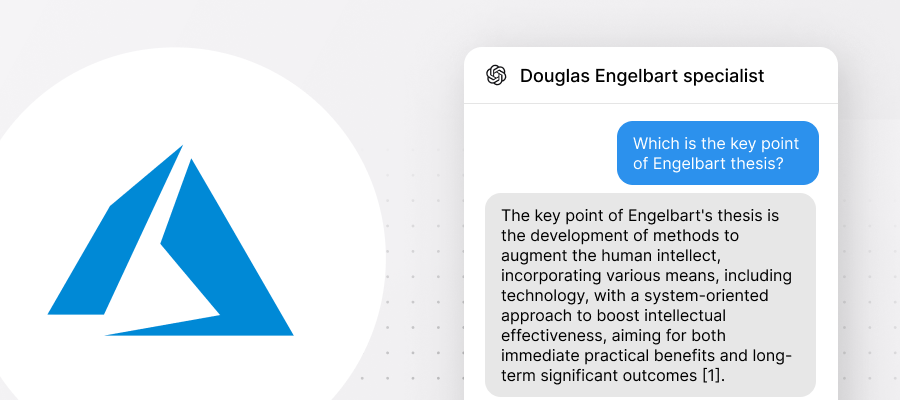 Douglas Engelbart specialist
Which is the key point
of Engelbart thesis?
The key point of Engelbart's thesis is
the development of methods to
augment the human intellect,
incorporating various means, including
technology, with a system-oriented
approach to boost intellectual
effectiveness, aiming for both
immediate practical benefits and long-
term significant outcomes [1].